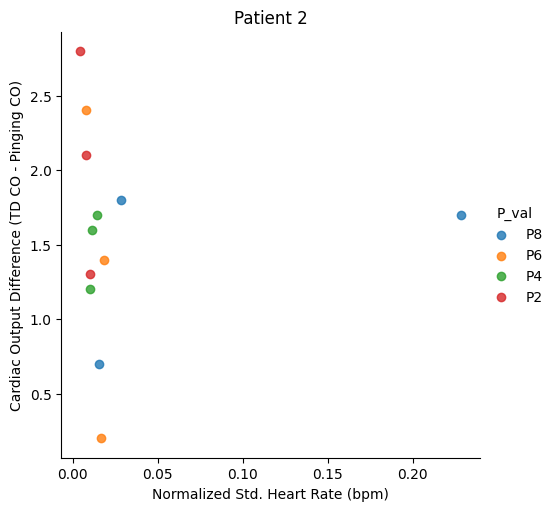 Patient 2
Cardiac Output Difference (TD CO - Pinging CO)
2.5
2.0
1.5
1.0
0.5
0.00 0.05 0.10 0.15 0.20
Normalized Std. Heart Rate (bpm)
P_val
P8
P6
P4
P2